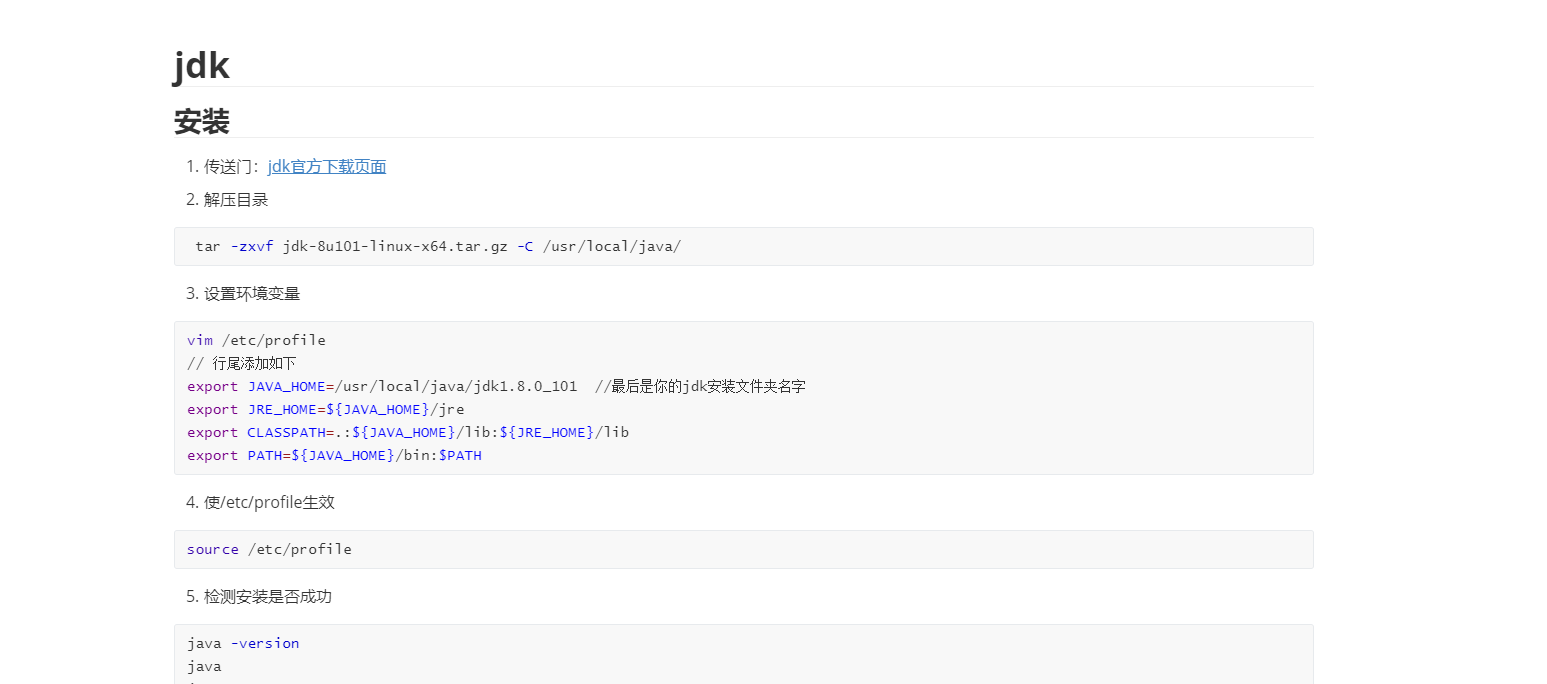 jdk
安装
1. 传送门：jdk官方下载页面
2. 解压目录
tar -zxvf jdk-8u101-linux-x64.tar.gz -C /usr/local/java/
3. 设置环境变量
vim /etc/profile
// 行尾添加如下
export JAVA_HOME=/usr/local/java/jdk1.8.0_101  //最后是你的jdk安装文件夹名字
export JRE_HOME=${JAVA_HOME}/jre
export CLASSPATH=.:${JAVA_HOME}/lib:${JRE_HOME}/lib
export PATH=${JAVA_HOME}/bin:$PATH
4. 使/etc/profile生效
source /etc/profile
5. 检测安装是否成功
java -version
java